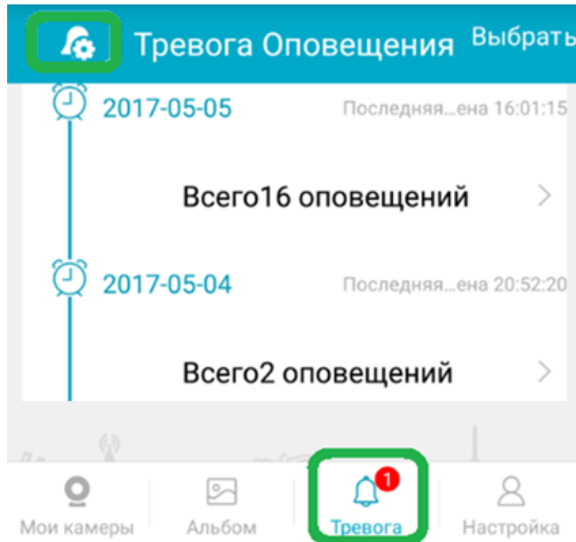 Тревога Оповещения Выбрать
2017-05-05 Последняя...ена 16:01:15
Всего16 оповещений
2017-05-04 Последняя...ена 20:52:20
Всего2 оповещений
1
Мои камеры Альбом Тревога Настройка